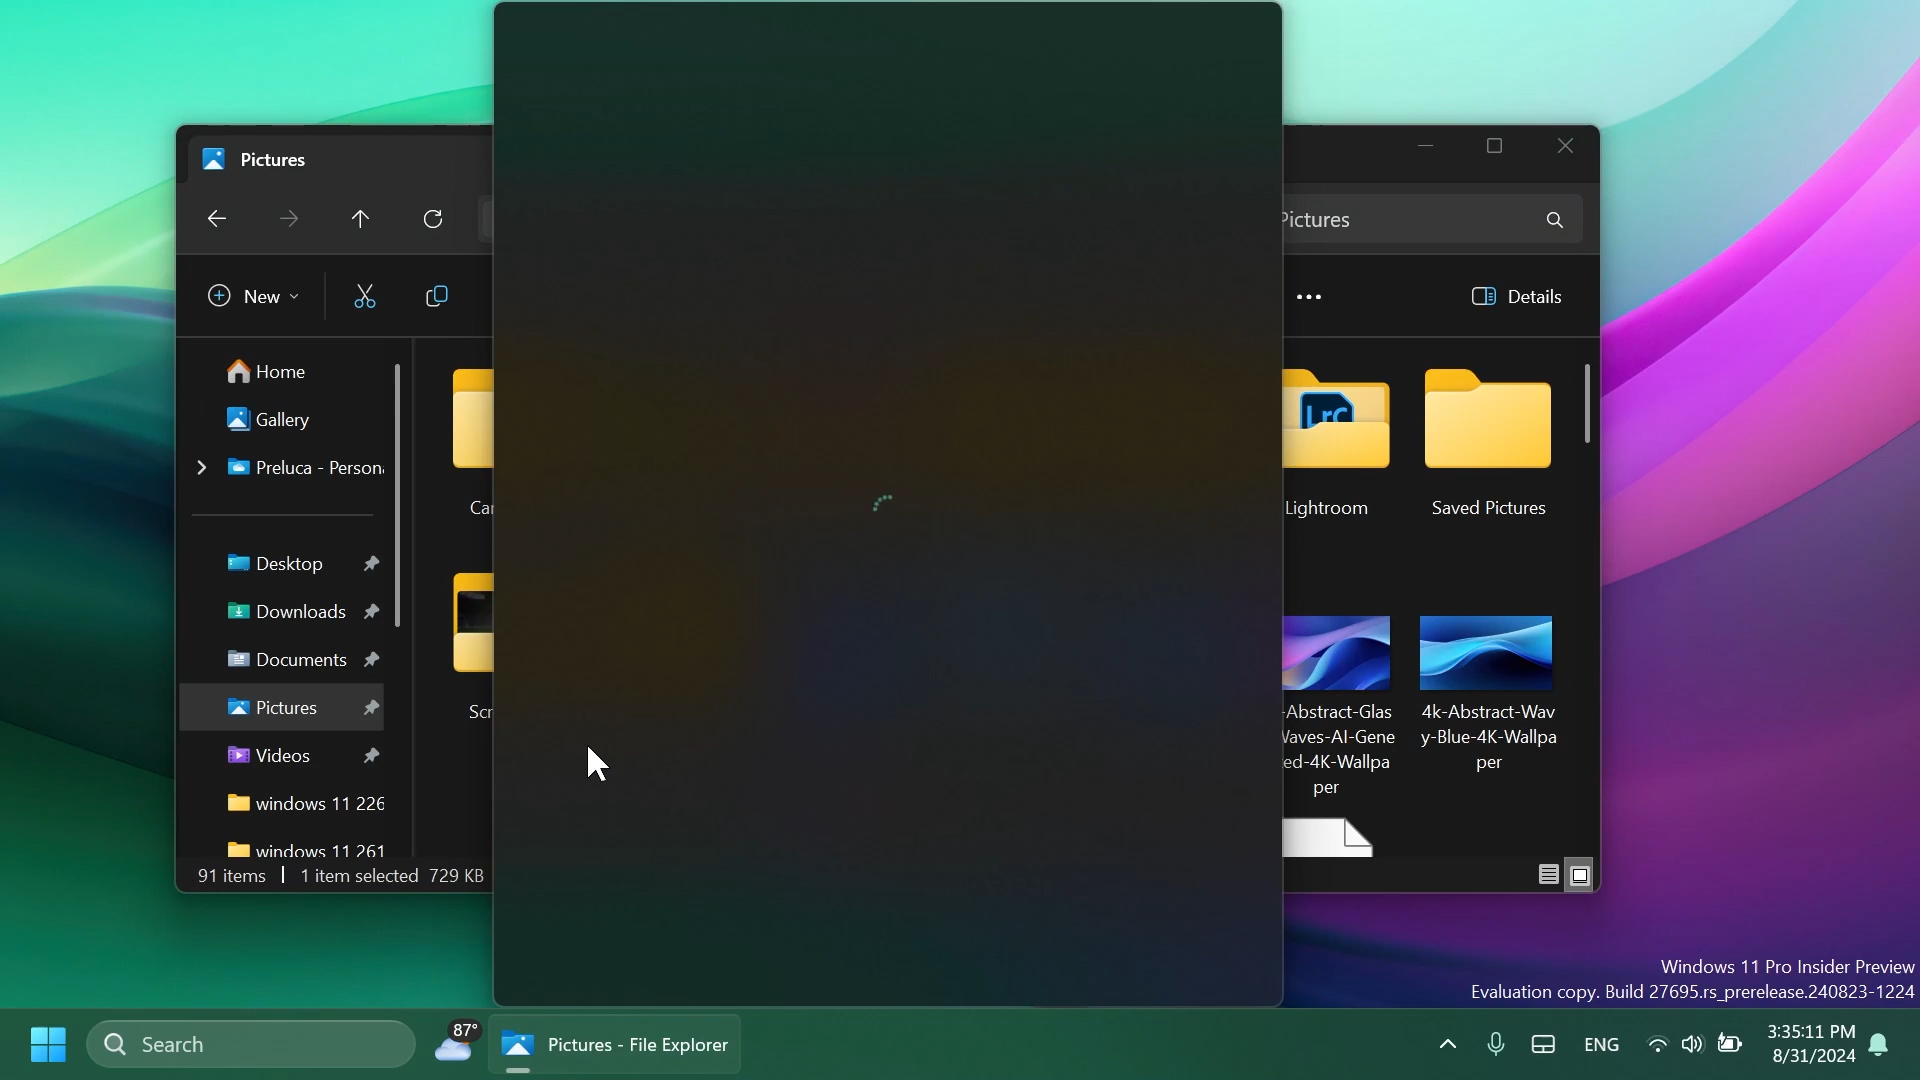 Pictures
Pictures
New
Details
Home
Gallery
Preluca - Persona
Desktop
Downloads
Documents
Pictures
Videos
windows 11 226
windows 11 261
Lrc
Lightroom
Saved Pictures
Car
Scr
-Abstract-Glas
Waves-AI-Gene
ed-4K-Wallpa
per
4k-Abstract-Wav
y-Blue-4K-Wallpa
per
91 items
1 item selected 729 KB
Windows 11 Pro Insider Preview
Evaluation copy. Build 27695.rs_prerelease.240823-1224
Search
87°
Pictures - File Explorer
ENG
3:35:11 PM
8/31/2024